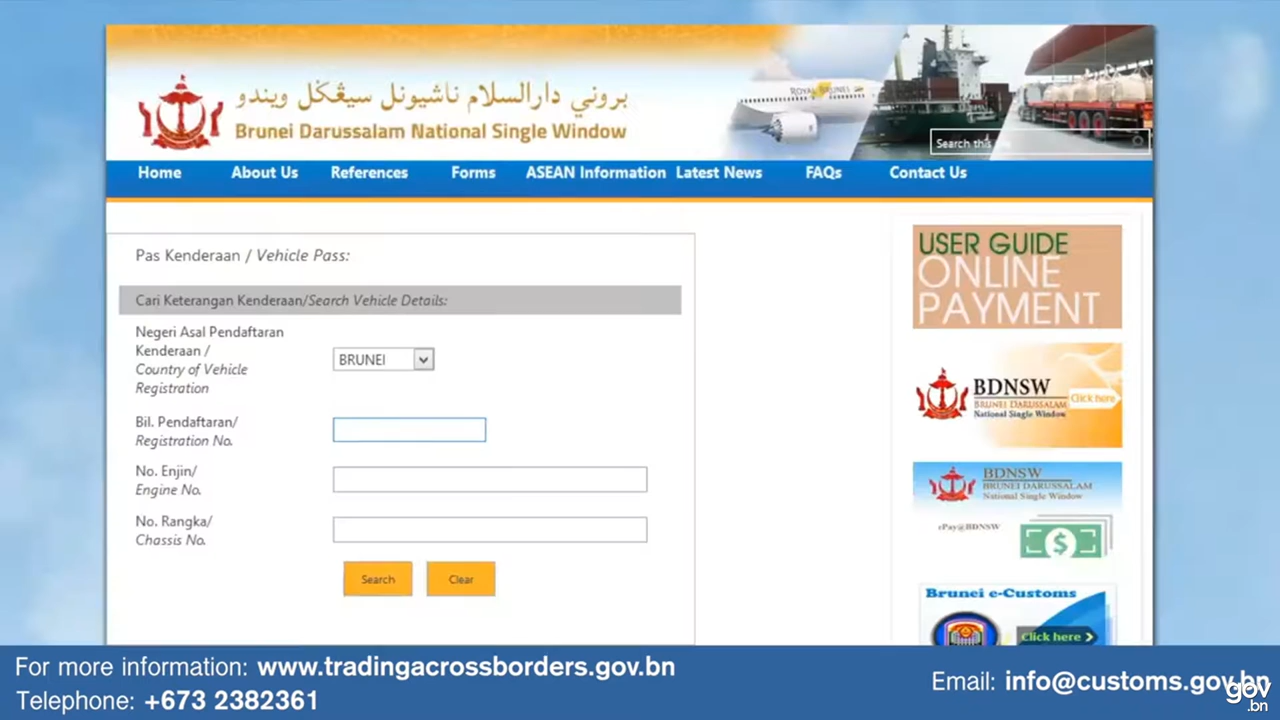 بروني دارالسلام ناشيونل سيڠݢل ويندو
Brunei Darussalam National Single Window
ROYAL BRUNEI
Search this
Home About Us References Forms ASEAN Information Latest News FAQs Contact Us
Pas Kenderaan / Vehicle Pass:
Cari Keterangan Kenderaan/Search Vehicle Details:
Negeri Asal Pendaftaran
Kenderaan /
Country of Vehicle
Registration
BRUNEI
Bil. Pendaftaran/
Registration No.
No. Enjin/
Engine No.
No. Rangka/
Chassis No.
Search Clear
USER GUIDE
ONLINE
PAYMENT
BDNSW
BRUNEI DARUSSALAM
National Single Window
Click here
BDNSW
BRUNEI DARUSSALAM
National Single Window
ePay@BDNSW
$
Brunei e-Customs
Click here
For more information: www.tradingacrossborders.gov.bn
Telephone: +673 2382361
Email: info@customs.gov.bn
gov
.bn